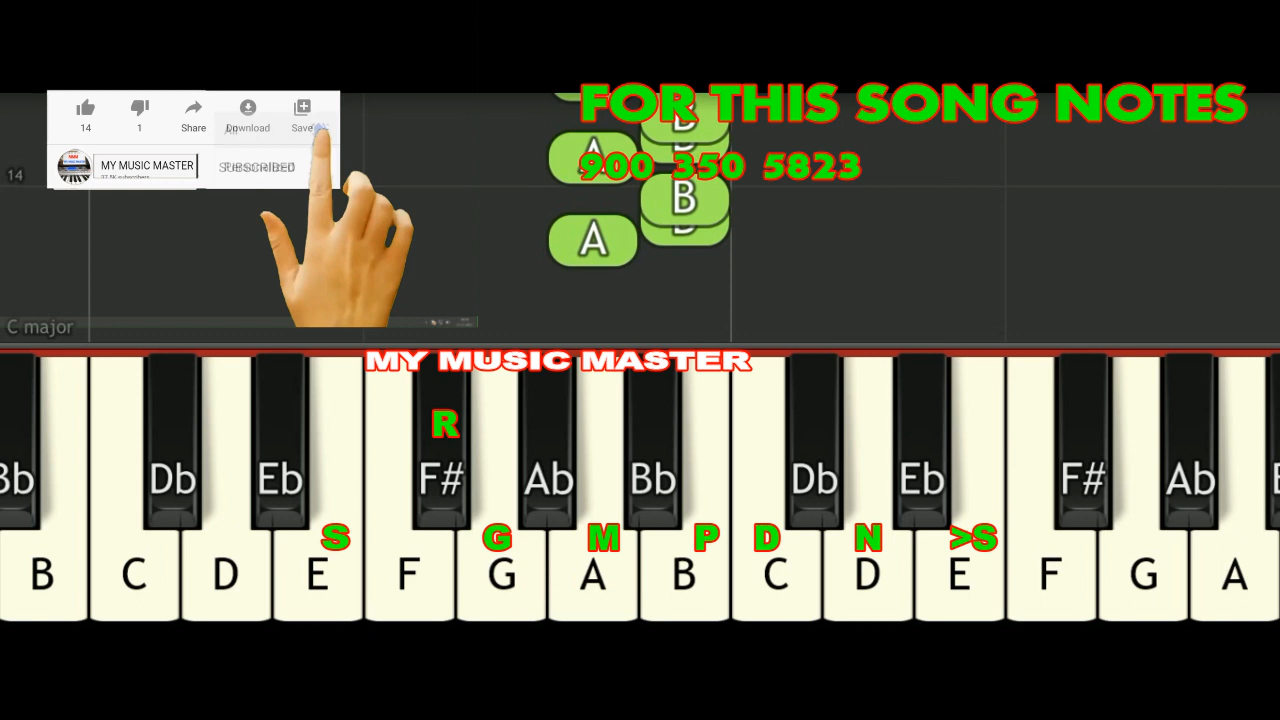 FOR THIS SONG NOTES
14 1 Share Download Save
MY MUSIC MASTER
900 350 5823
14
A B
A B
C major
MY MUSIC MASTER
R
Bb Db Eb F# Ab Bb Db Eb F# Ab
S G M P D N >S
B C D E F G A B C D E F G A